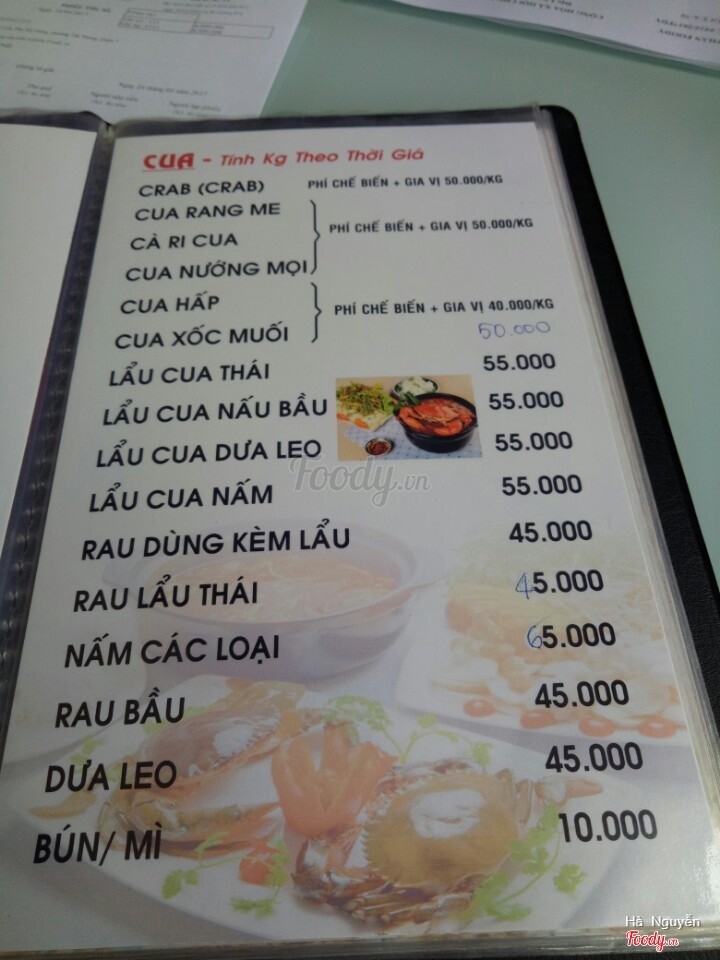 CUA - Tính Kg Theo Thời Giá
CRAB (CRAB) PHÍ CHẾ BIẾN + GIA VỊ 50.000/KG
CUA RANG ME
CÀ RI CUA PHÍ CHẾ BIẾN + GIA VỊ 50.000/KG
CUA NƯỚNG MỌI
CUA HẤP PHÍ CHẾ BIẾN + GIA VỊ 40.000/KG
CUA XỐC MUỐI 50.000
LẨU CUA THÁI 55.000
LẨU CUA NẤU BẦU 55.000
LẨU CUA DƯA LEO 55.000
LẨU CUA NẤM 55.000
RAU DÙNG KÈM LẨU 45.000
RAU LẨU THÁI 45.000
NẤM CÁC LOẠI 65.000
RAU BẦU 45.000
DƯA LEO 45.000
BÚN/ MÌ 10.000
Foody.vn
Hà Nguyễn
Foody.vn